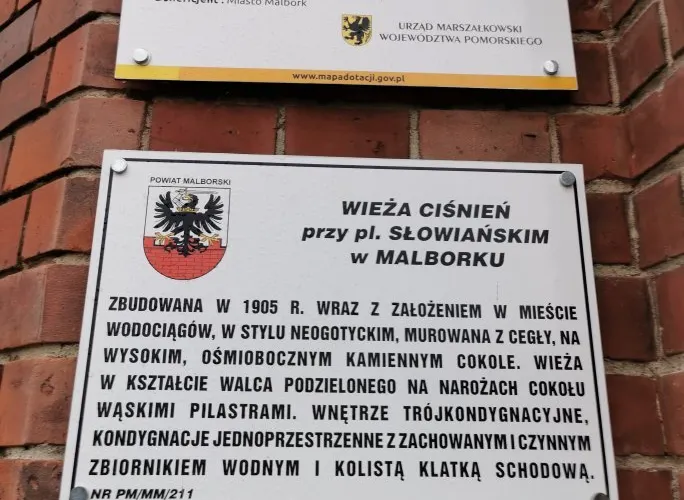 Beneficjent : Miasto Malbork
URZĄD MARSZAŁKOWSKI
WOJEWÓDZTWA POMORSKIEGO
www.mapadotacji.gov.pl
POWIAT MALBORSKI
WIEŻA CIŚNIEŃ
przy pl. SŁOWIAŃSKIM
w MALBORKU
ZBUDOWANA W 1905 R. WRAZ Z ZAŁOŻENIEM W MIEŚCIE
WODOCIĄGÓW, W STYLU NEOGOTYCKIM, MUROWANA Z CEGŁY, NA
WYSOKIM, OŚMIOBOCZNYM KAMIENNYM COKOLE. WIEŻA
W KSZTAŁCIE WALCA PODZIELONEGO NA NAROŻACH COKOŁU
WĄSKIMI PILASTRAMI. WNĘTRZE TRÓJKONDYGNACYJNE,
KONDYGNACJE JEDNOPRZESTRZENNE Z ZACHOWANYM I CZYNNYM
ZBIORNIKIEM WODNYM I KOLISTĄ KLATKĄ SCHODOWĄ.
NR PM/MM/211